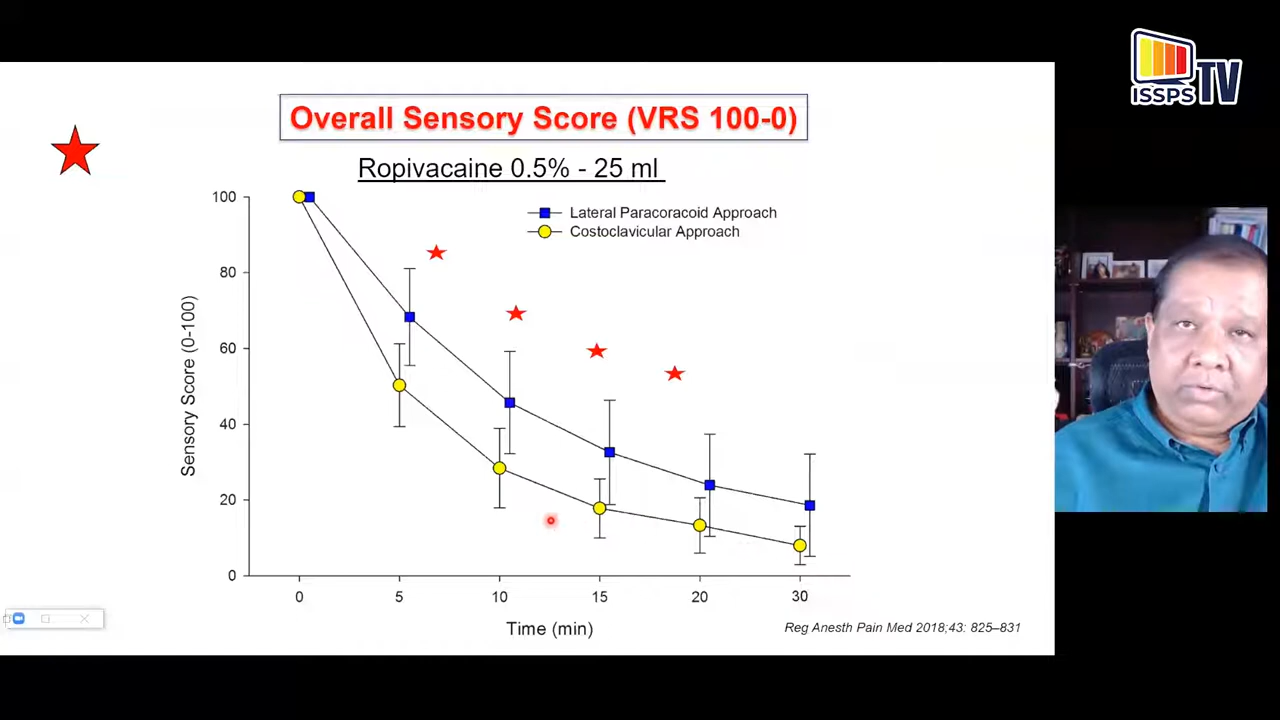 ISSPS TV
Overall Sensory Score (VRS 100-0)
Ropivacaine 0.5% - 25 ml
Lateral Paracoracoid Approach
Costoclavicular Approach
Sensory Score (0-100)
100
80
60
40
20
0
0 5 10 15 20 30
Time (min)
Reg Anesth Pain Med 2018;43: 825–831